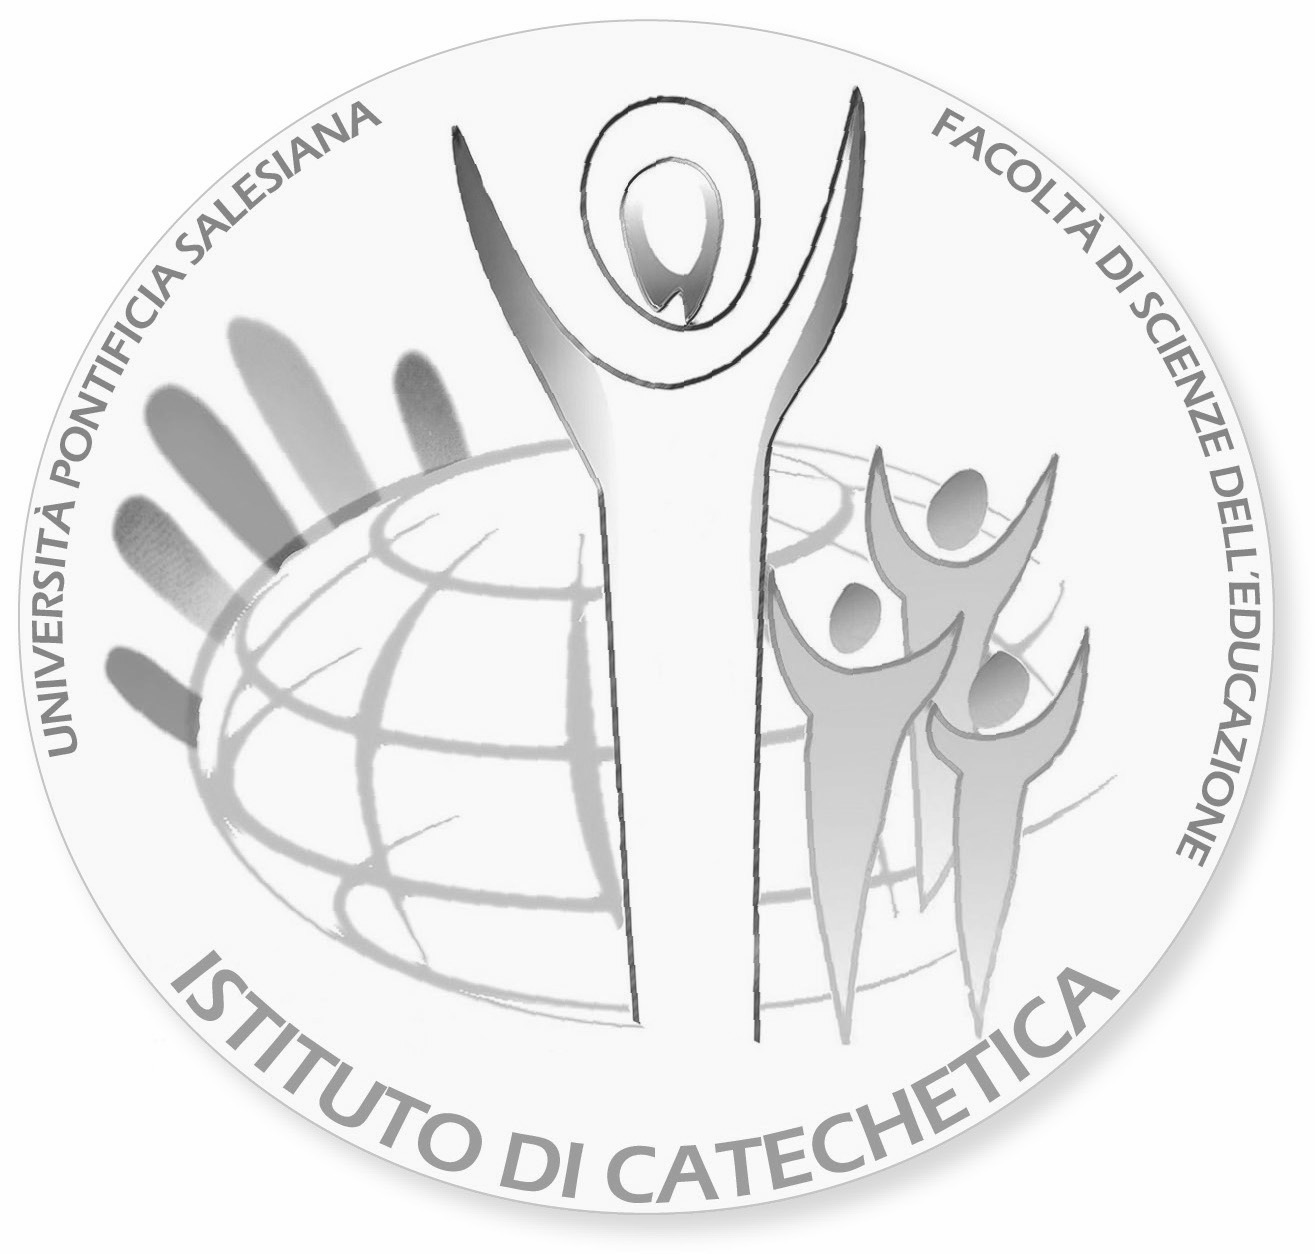 UNIVERSITÀ PONTIFICIA SALESIANA
FACOLTÀ DI SCIENZE DELL'EDUCAZIONE
ISTITUTO DI CATECHETICA